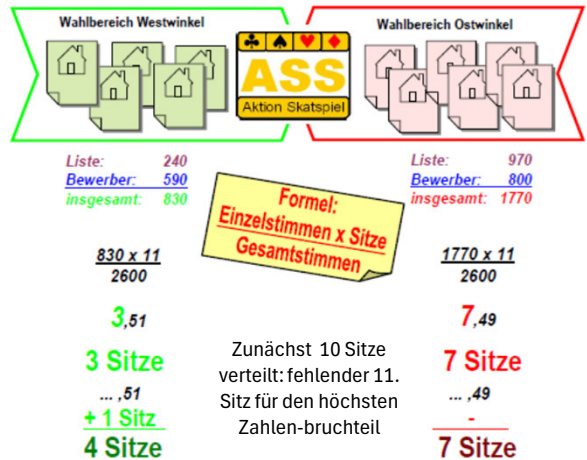 Wahlbereich Westwinkel
Wahlbereich Ostwinkel
ASS
Aktion Skatspiel
Liste: 240
Bewerber: 590
insgesamt: 830
Liste: 970
Bewerber: 800
insgesamt: 1770
Formel:
Einzelstimmen x Sitze
Gesamtstimmen
830 x 11
2600
1770 x 11
2600
3,51
7,49
3 Sitze
7 Sitze
Zunächst 10 Sitze
verteilt: fehlender 11.
Sitz für den höchsten
Zahlen-bruchteil
... ,51
+ 1 Sitz
4 Sitze
... ,49
-
7 Sitze